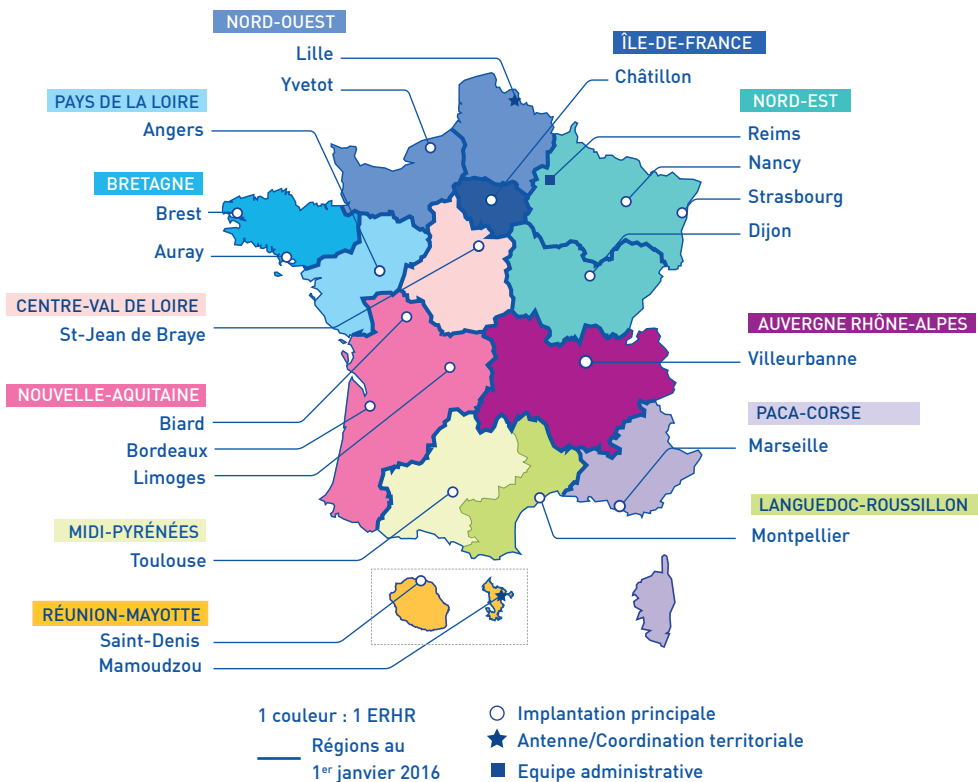 NORD-OUEST
Lille
Yvetot
PAYS DE LA LOIRE
Angers
BRETAGNE
Brest
Auray
CENTRE-VAL DE LOIRE
St-Jean de Braye
NOUVELLE-AQUITAINE
Biard
Bordeaux
Limoges
MIDI-PYRÉNÉES
Toulouse
RÉUNION-MAYOTTE
Saint-Denis
Mamoudzou
ÎLE-DE-FRANCE
Châtillon
NORD-EST
Reims
Nancy
Strasbourg
Dijon
AUVERGNE RHÔNE-ALPES
Villeurbanne
PACA-CORSE
Marseille
LANGUEDOC-ROUSSILLON
Montpellier
1 couleur : 1 ERHR
Régions au
1er janvier 2016
Implantation principale
Antenne/Coordination territoriale
Equipe administrative